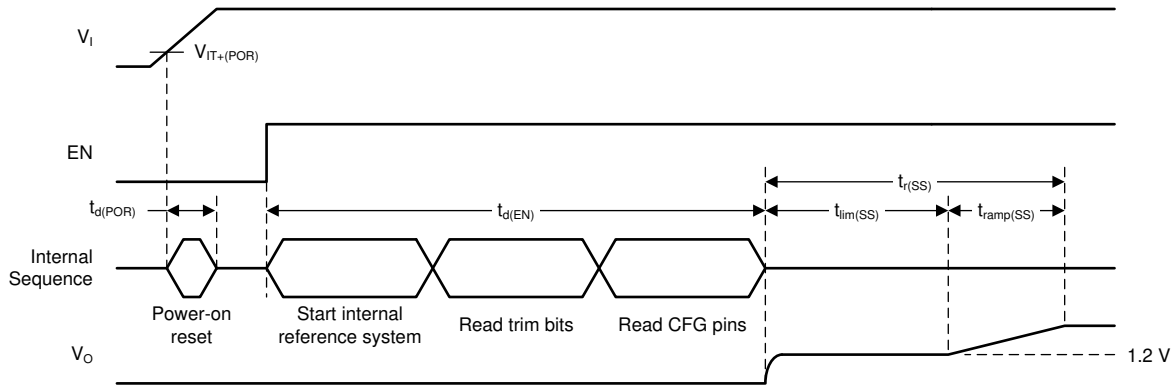 V_I
V_IT+(POR)
EN
t_r(SS)
t_d(POR)
t_d(EN)
t_lim(SS)
t_ramp(SS)
Internal
Sequence
Power-on
reset
Start internal
reference system
Read trim bits
Read CFG pins
V_O
1.2 V